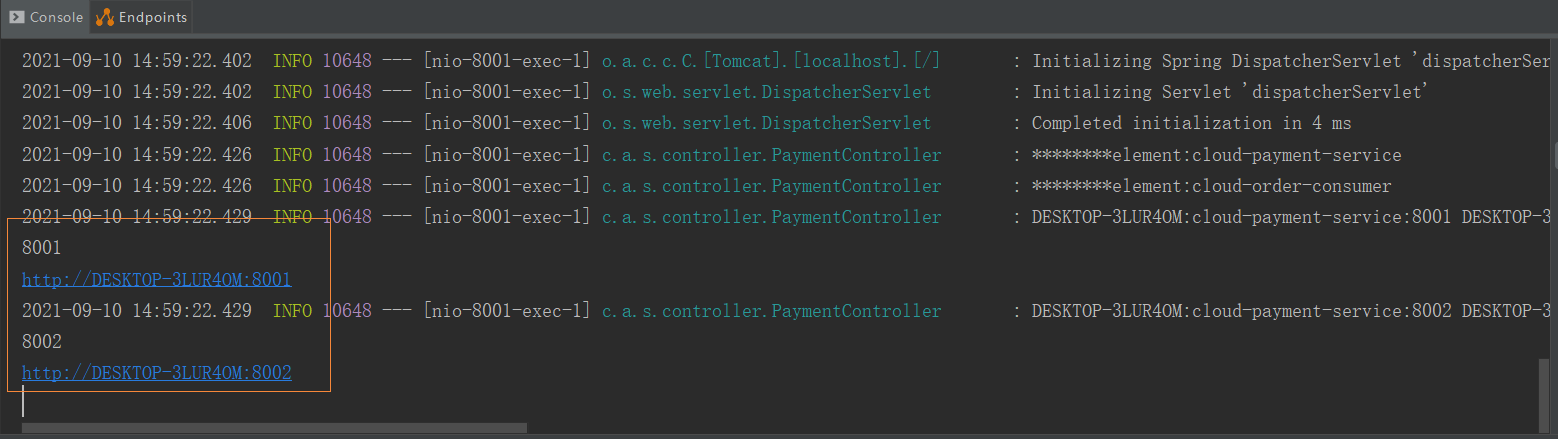 Console Endpoints
2021-09-10 14:59:22.402 INFO 10648 --- [nio-8001-exec-1] o.a.c.c.C.[Tomcat].[localhost].[/] : Initializing Spring DispatcherServlet 'dispatcherSer
2021-09-10 14:59:22.402 INFO 10648 --- [nio-8001-exec-1] o.s.web.servlet.DispatcherServlet : Initializing Servlet 'dispatcherServlet'
2021-09-10 14:59:22.406 INFO 10648 --- [nio-8001-exec-1] o.s.web.servlet.DispatcherServlet : Completed initialization in 4 ms
2021-09-10 14:59:22.426 INFO 10648 --- [nio-8001-exec-1] c.a.s.controller.PaymentController : ********element:cloud-payment-service
2021-09-10 14:59:22.426 INFO 10648 --- [nio-8001-exec-1] c.a.s.controller.PaymentController : ********element:cloud-order-consumer
2021-09-10 14:59:22.429 INFO 10648 --- [nio-8001-exec-1] c.a.s.controller.PaymentController : DESKTOP-3LUR4OM:cloud-payment-service:8001 DESKTOP-3
8001
http://DESKTOP-3LUR4OM:8001
2021-09-10 14:59:22.429 INFO 10648 --- [nio-8001-exec-1] c.a.s.controller.PaymentController : DESKTOP-3LUR4OM:cloud-payment-service:8002 DESKTOP-3
8002
http://DESKTOP-3LUR4OM:8002